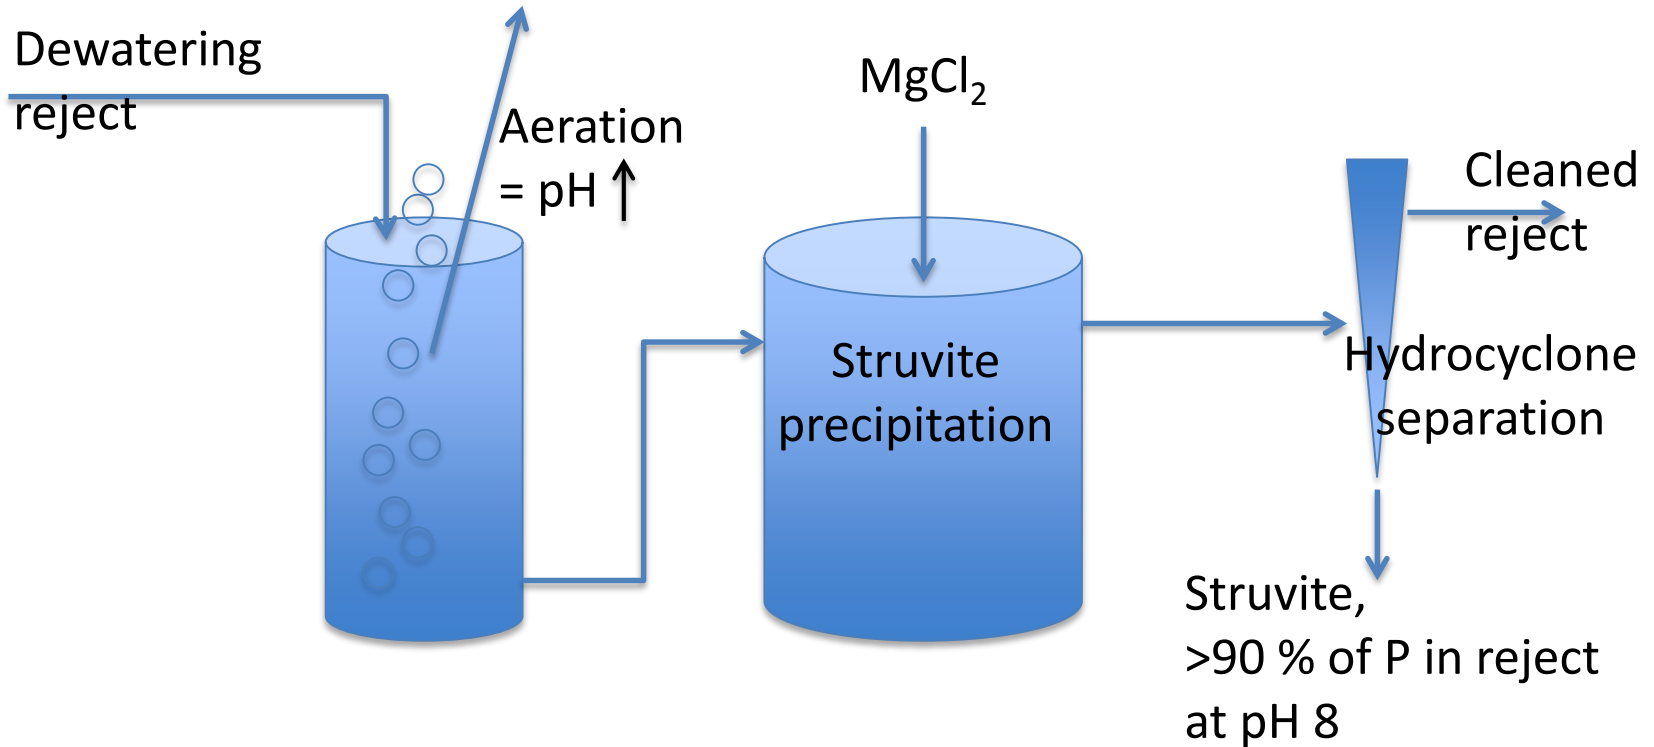 Dewatering
reject
Aeration
= pH ↑
MgCl₂
Struvite
precipitation
Cleaned
reject
Hydrocyclone
separation
Struvite,
>90 % of P in reject
at pH 8